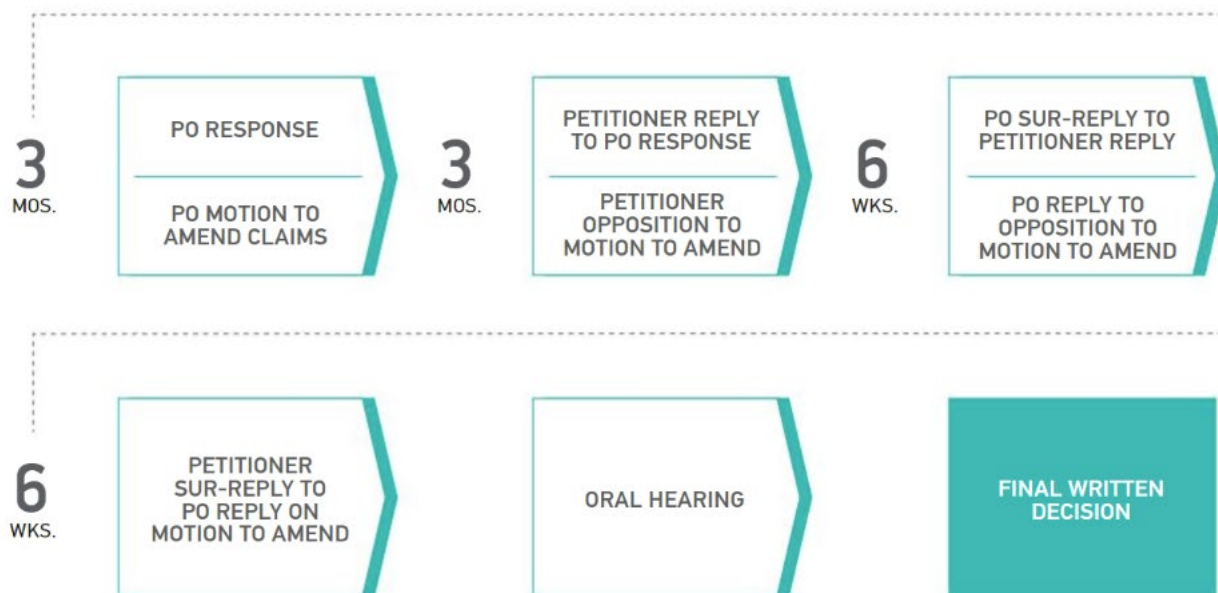 3
MOS.
PO RESPONSE
PO MOTION TO
AMEND CLAIMS
3
MOS.
PETITIONER REPLY
TO PO RESPONSE
PETITIONER
OPPOSITION TO
MOTION TO AMEND
6
WKS.
PO SUR-REPLY TO
PETITIONER REPLY
PO REPLY TO
OPPOSITION TO
MOTION TO AMEND
6
WKS.
PETITIONER
SUR-REPLY TO
PO REPLY ON
MOTION TO AMEND
ORAL HEARING
FINAL WRITTEN
DECISION